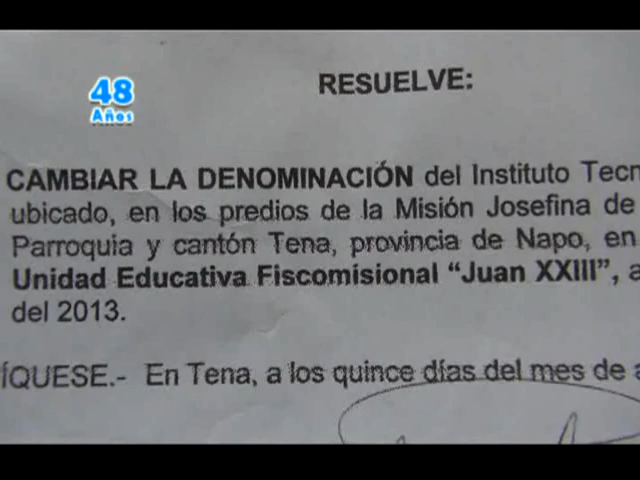 48
Años
RESUELVE:
CAMBIAR LA DENOMINACIÓN del Instituto Tecn
ubicado, en los predios de la Misión Josefina de
Parroquia y cantón Tena, provincia de Napo, en
Unidad Educativa Fiscomisional “Juan XXIII”, a
del 2013.
ÍQUESE.- En Tena, a los quince días del mes de a